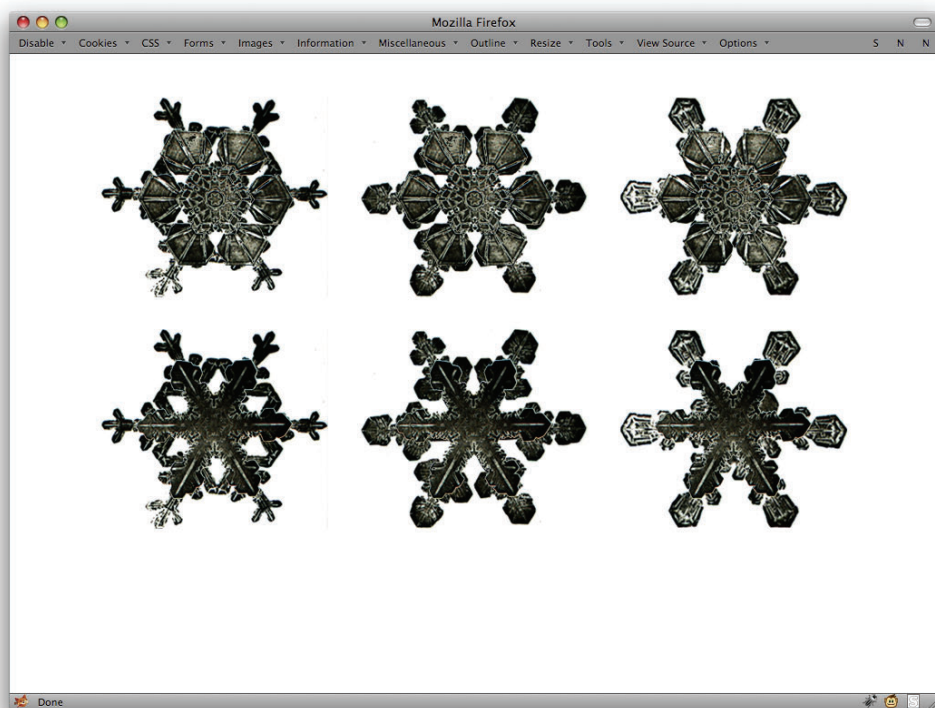 Mozilla Firefox
Disable Cookies CSS Forms Images Information Miscellaneous Outline Resize Tools View Source Options S N N
Done